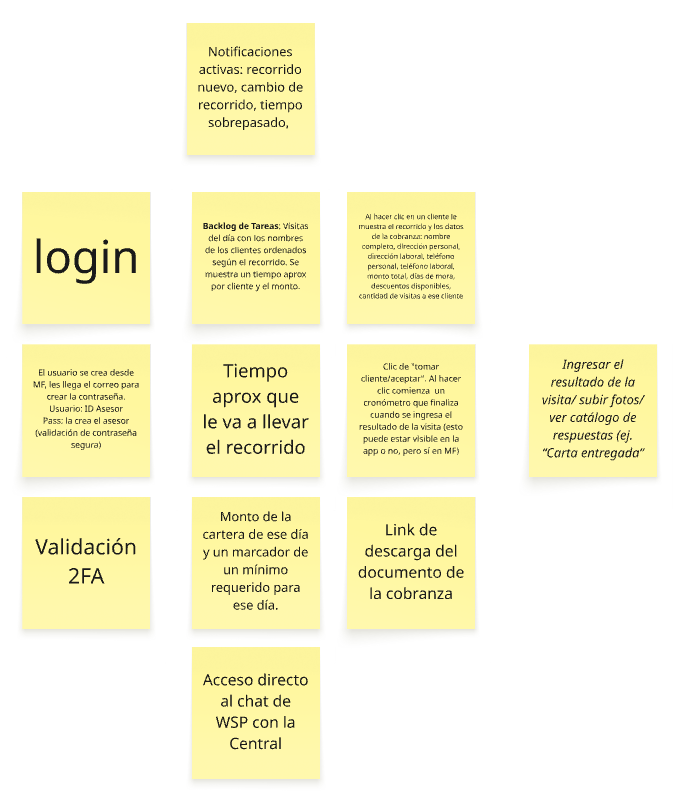 Notificaciones
activas: recorrido
nuevo, cambio de
recorrido, tiempo
sobrepasado,
login
Backlog de Tareas: Visitas
del día con los nombres
de los clientes ordenados
según el recorrido. Se
muestra un tiempo aprox
por cliente y el monto.
Al hacer clic en un cliente le
muestra el recorrido y los datos
de la cobranza: nombre
completo, dirección personal,
dirección laboral, teléfono
personal, teléfono laboral,
monto total, días de mora,
descuentos disponibles,
cantidad de visitas a ese cliente
El usuario se crea desde
MF, les llega el correo para
crear la contraseña.
Usuario: ID Asesor
Pass: la crea el asesor
(validación de contraseña
segura)
Tiempo
aprox que
le va a llevar
el recorrido
Clic de "tomar
cliente/aceptar". Al hacer
clic comienza un
cronómetro que finaliza
cuando se ingresa el
resultado de la visita (esto
puede estar visible en la
app o no, pero sí en MF)
Ingresar el
resultado de la
visita/ subir fotos/
ver catálogo de
respuestas (ej.
"Carta entregada"
Validación
2FA
Monto de la
cartera de ese día
y un marcador de
un mínimo
requerido para
ese día.
Link de
descarga del
documento de
la cobranza
Acceso directo
al chat de
WSP con la
Central